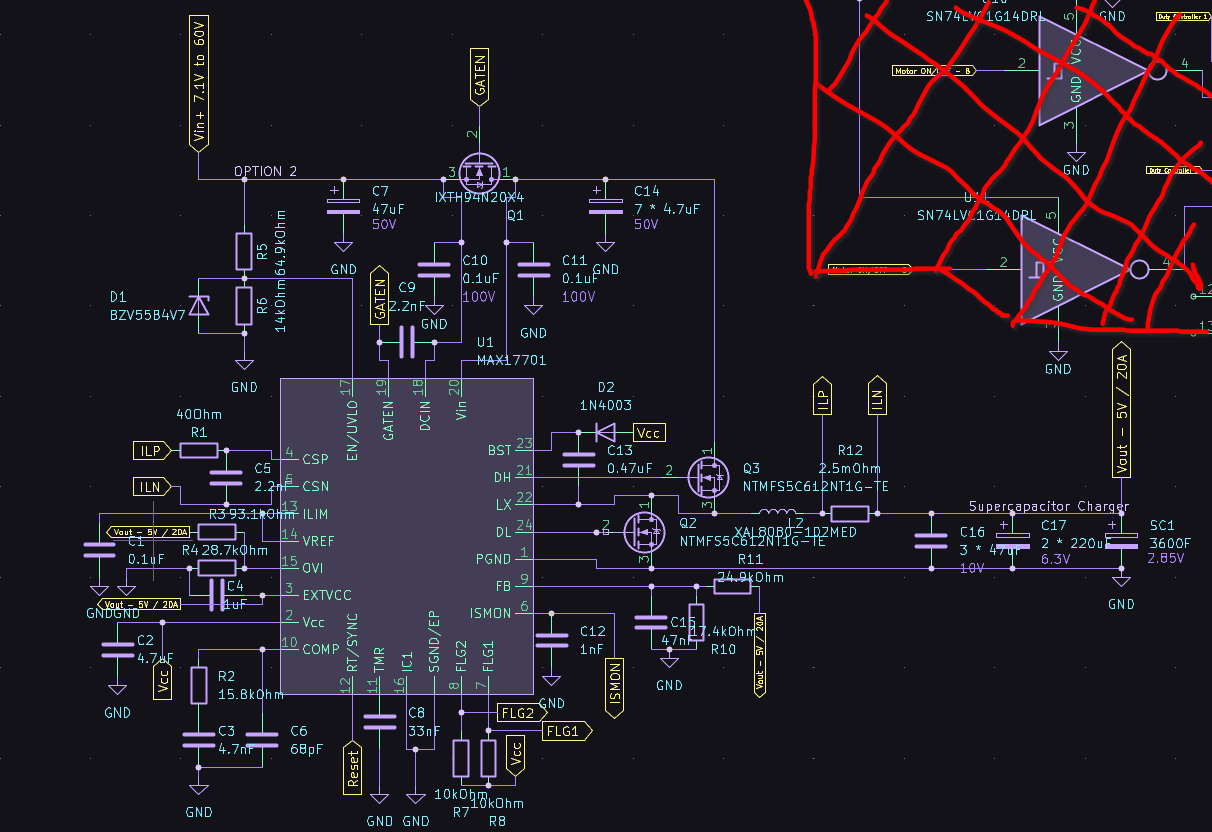 Vin+ 7.1V to 60V
GATEN
2
OPTION 2
3
1
IXTH94N20X4
Q1
C7
47uF
50V
GND
C14
7 * 4.7uF
50V
GND
R5
64.9kOhm
R6
14kOhm
D1
BZV55B4V7
GND
C10
0.1uF
100V
GND
C11
0.1uF
100V
GND
GATEN
C9
2.2nF
U1
MAX17701
17
19
18
20
EN/UVLO
GATEN
DCIN
Vin
40Ohm
R1
ILP
ILN
C5
4
CSP
CSN
13
ILIM
14
VREF
15
OVI
3
EXTVCC
2
Vcc
10
COMP
R3
93.1kOhm
Vout - 5V / 20A
R4
28.7kOhm
C1
0.1uF
GND
GND
C4
1uF
Vout - 5V / 20A
C2
4.7uF
Vcc
GND
R2
15.8kOhm
C3
4.7nF
C6
68pF
GND
RT/SYNC
TMR
IC1
SGND/EP
FLG2
FLG1
12
11
16
8
7
Reset
C8
33nF
GND
GND
FLG2
FLG1
Vcc
10kOhm
R7
10kOhm
R8
BST
23
DH
21
LX
22
DL
24
PGND
1
FB
9
ISMON
6
D2
1N4003
Vcc
C13
0.47uF
2
1
3
Q3
NTMFS5C612NT1G-TE
2
1
3
Q2
NTMFS5C612NT1G-TE
L2
XAL8080-102MED
ILP
ILN
R12
2.5mOhm
R11
24.9kOhm
C15
47nF
17.4kOhm
R10
GND
Vout - 5V / 20A
C12
1nF
GND
ISMON
Vout - 5V / 20A
Supercapacitor Charger
C16
3 * 47uF
10V
C17
2 * 220uF
6.3V
SC1
3600F
2.85V
GND
SN74LVC1G14DRL
5
GND
Duty Controller 1
2
VCC
GND
4
3
GND
SN74LVC1G14DRL
5
2
VCC
GND
4
GND